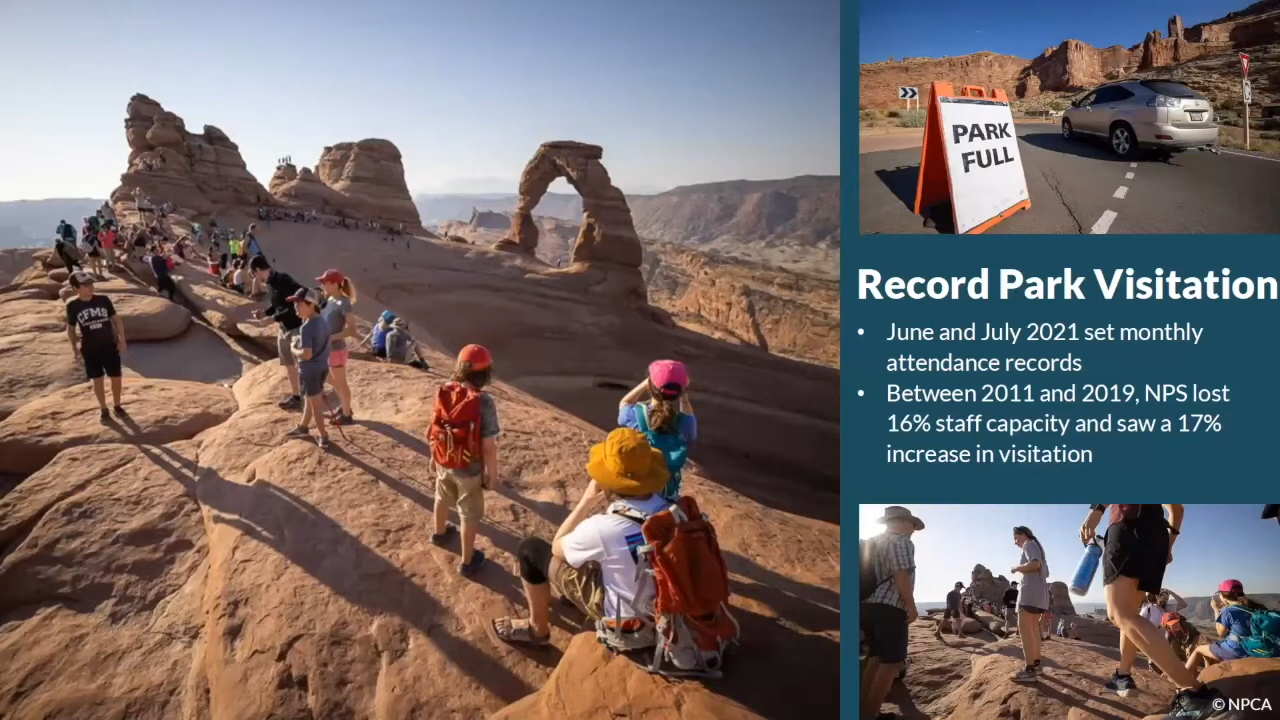 CFMS
PARK
FULL
Record Park Visitation
• June and July 2021 set monthly
attendance records
• Between 2011 and 2019, NPS lost
16% staff capacity and saw a 17%
increase in visitation
© NPCA